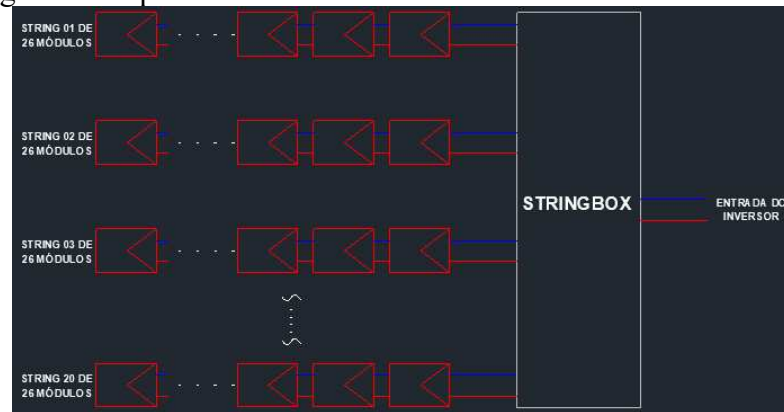 STRING 01 DE
26 MÓDULOS
STRING 02 DE
26 MÓDULOS
STRINGBOX
ENTRADA DO
INVERSOR
STRING 03 DE
26 MÓDULOS
STRING 20 DE
26 MÓDULOS